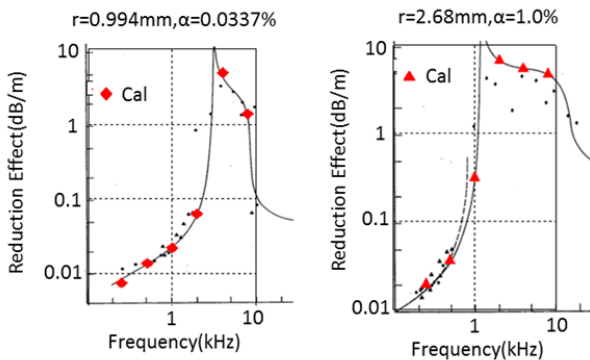 r=0.994mm,α=0.0337%
r=2.68mm,α=1.0%
Reduction Effect(dB/m)
10
1
0.1
0.01
Cal
1
10
Frequency(kHz)
Reduction Effect(dB/m)
10
1
0.1
0.01
Cal
1
10
Frequency(kHz)